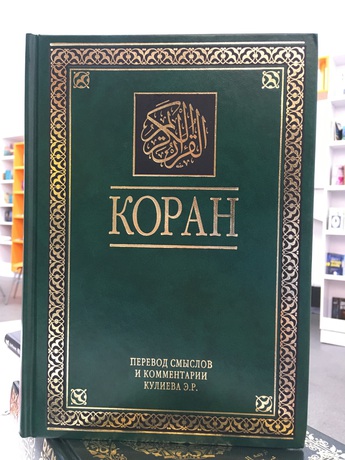 القرآن الكريم
КОРАН
ПЕРЕВОД СМЫСЛОВ
И КОММЕНТАРИИ
КУЛИЕВА Э.Р.